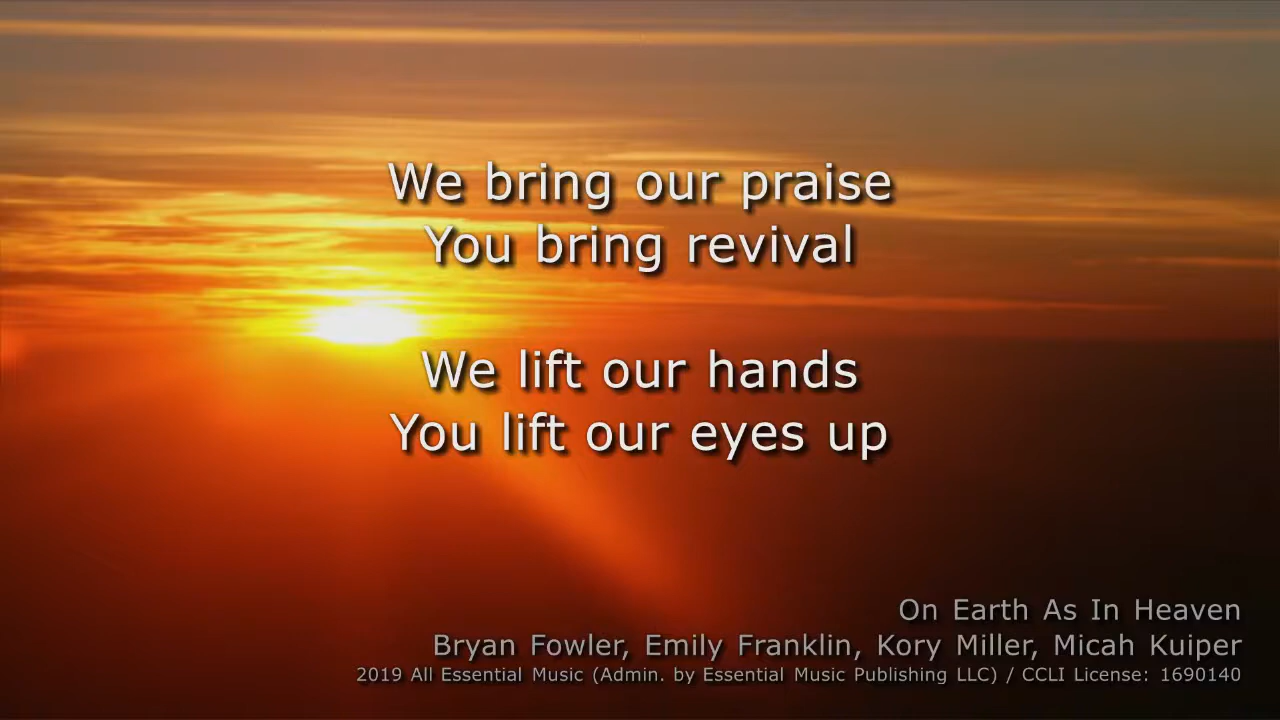 We bring our praise
You bring revival
We lift our hands
You lift our eyes up
On Earth As In Heaven
Bryan Fowler, Emily Franklin, Kory Miller, Micah Kuiper
2019 All Essential Music (Admin. by Essential Music Publishing LLC) / CCLI License: 1690140